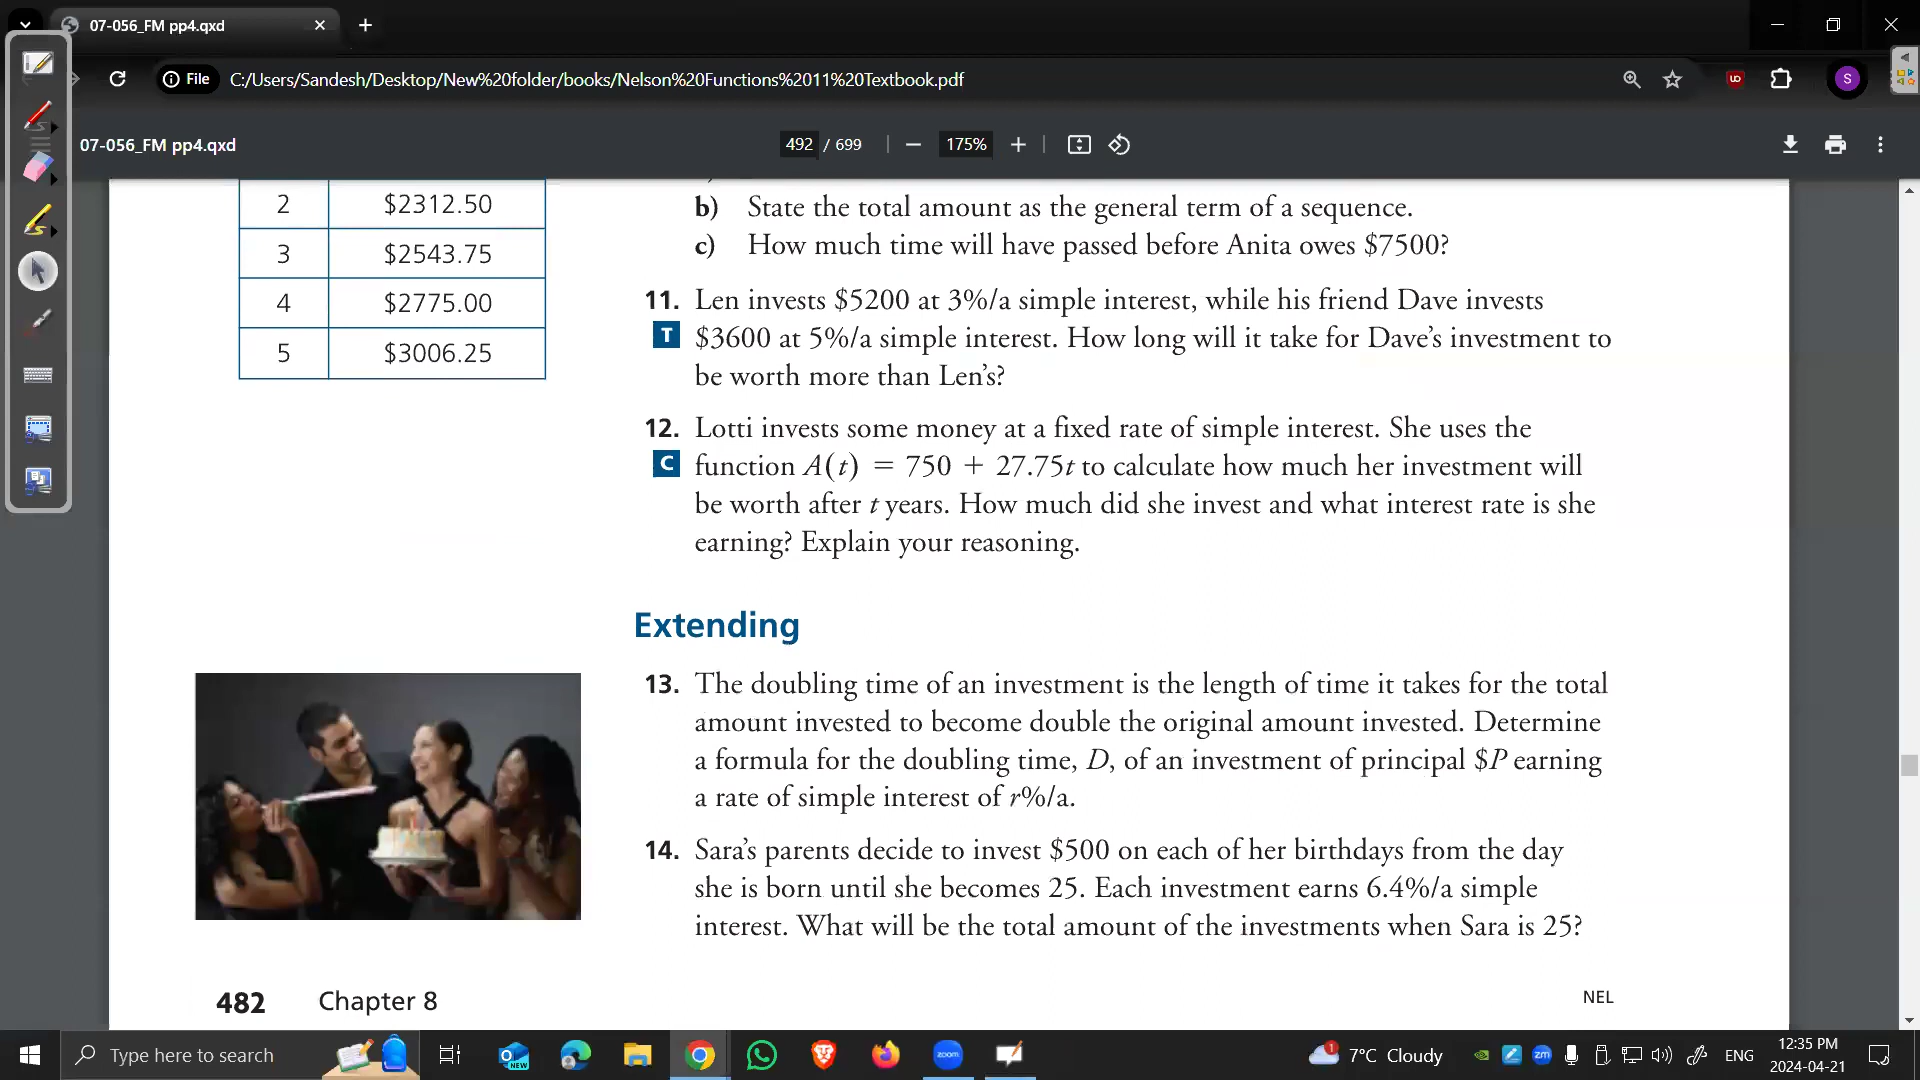 07-056_FM pp4.qxd
File
C:/Users/Sandesh/Desktop/New%20folder/books/Nelson%20Functions%2011%20Textbook.pdf
S
07-056_FM pp4.qxd
492 / 699
175%
2 $2312.50
3 $2543.75
4 $2775.00
5 $3006.25
b) State the total amount as the general term of a sequence.
c) How much time will have passed before Anita owes $7500?
11. Len invests $5200 at 3%/a simple interest, while his friend Dave invests
T $3600 at 5%/a simple interest. How long will it take for Dave’s investment to
be worth more than Len’s?
12. Lotti invests some money at a fixed rate of simple interest. She uses the
C function A(t) = 750 + 27.75t to calculate how much her investment will
be worth after t years. How much did she invest and what interest rate is she
earning? Explain your reasoning.
Extending
13. The doubling time of an investment is the length of time it takes for the total
amount invested to become double the original amount invested. Determine
a formula for the doubling time, D, of an investment of principal $P earning
a rate of simple interest of r%/a.
14. Sara’s parents decide to invest $500 on each of her birthdays from the day
she is born until she becomes 25. Each investment earns 6.4%/a simple
interest. What will be the total amount of the investments when Sara is 25?
482 Chapter 8
NEL
Type here to search
NEW
zoom
1
7°C Cloudy
zm
ENG
12:35 PM
2024-04-21